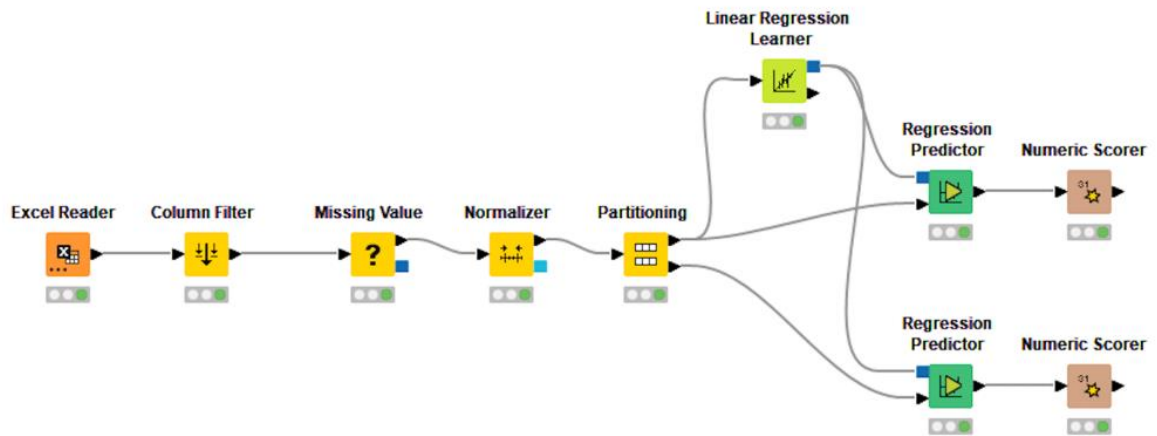 Linear Regression
Learner
Regression
Predictor
Numeric Scorer
Excel Reader
Column Filter
Missing Value
Normalizer
Partitioning
?
Regression
Predictor
Numeric Scorer